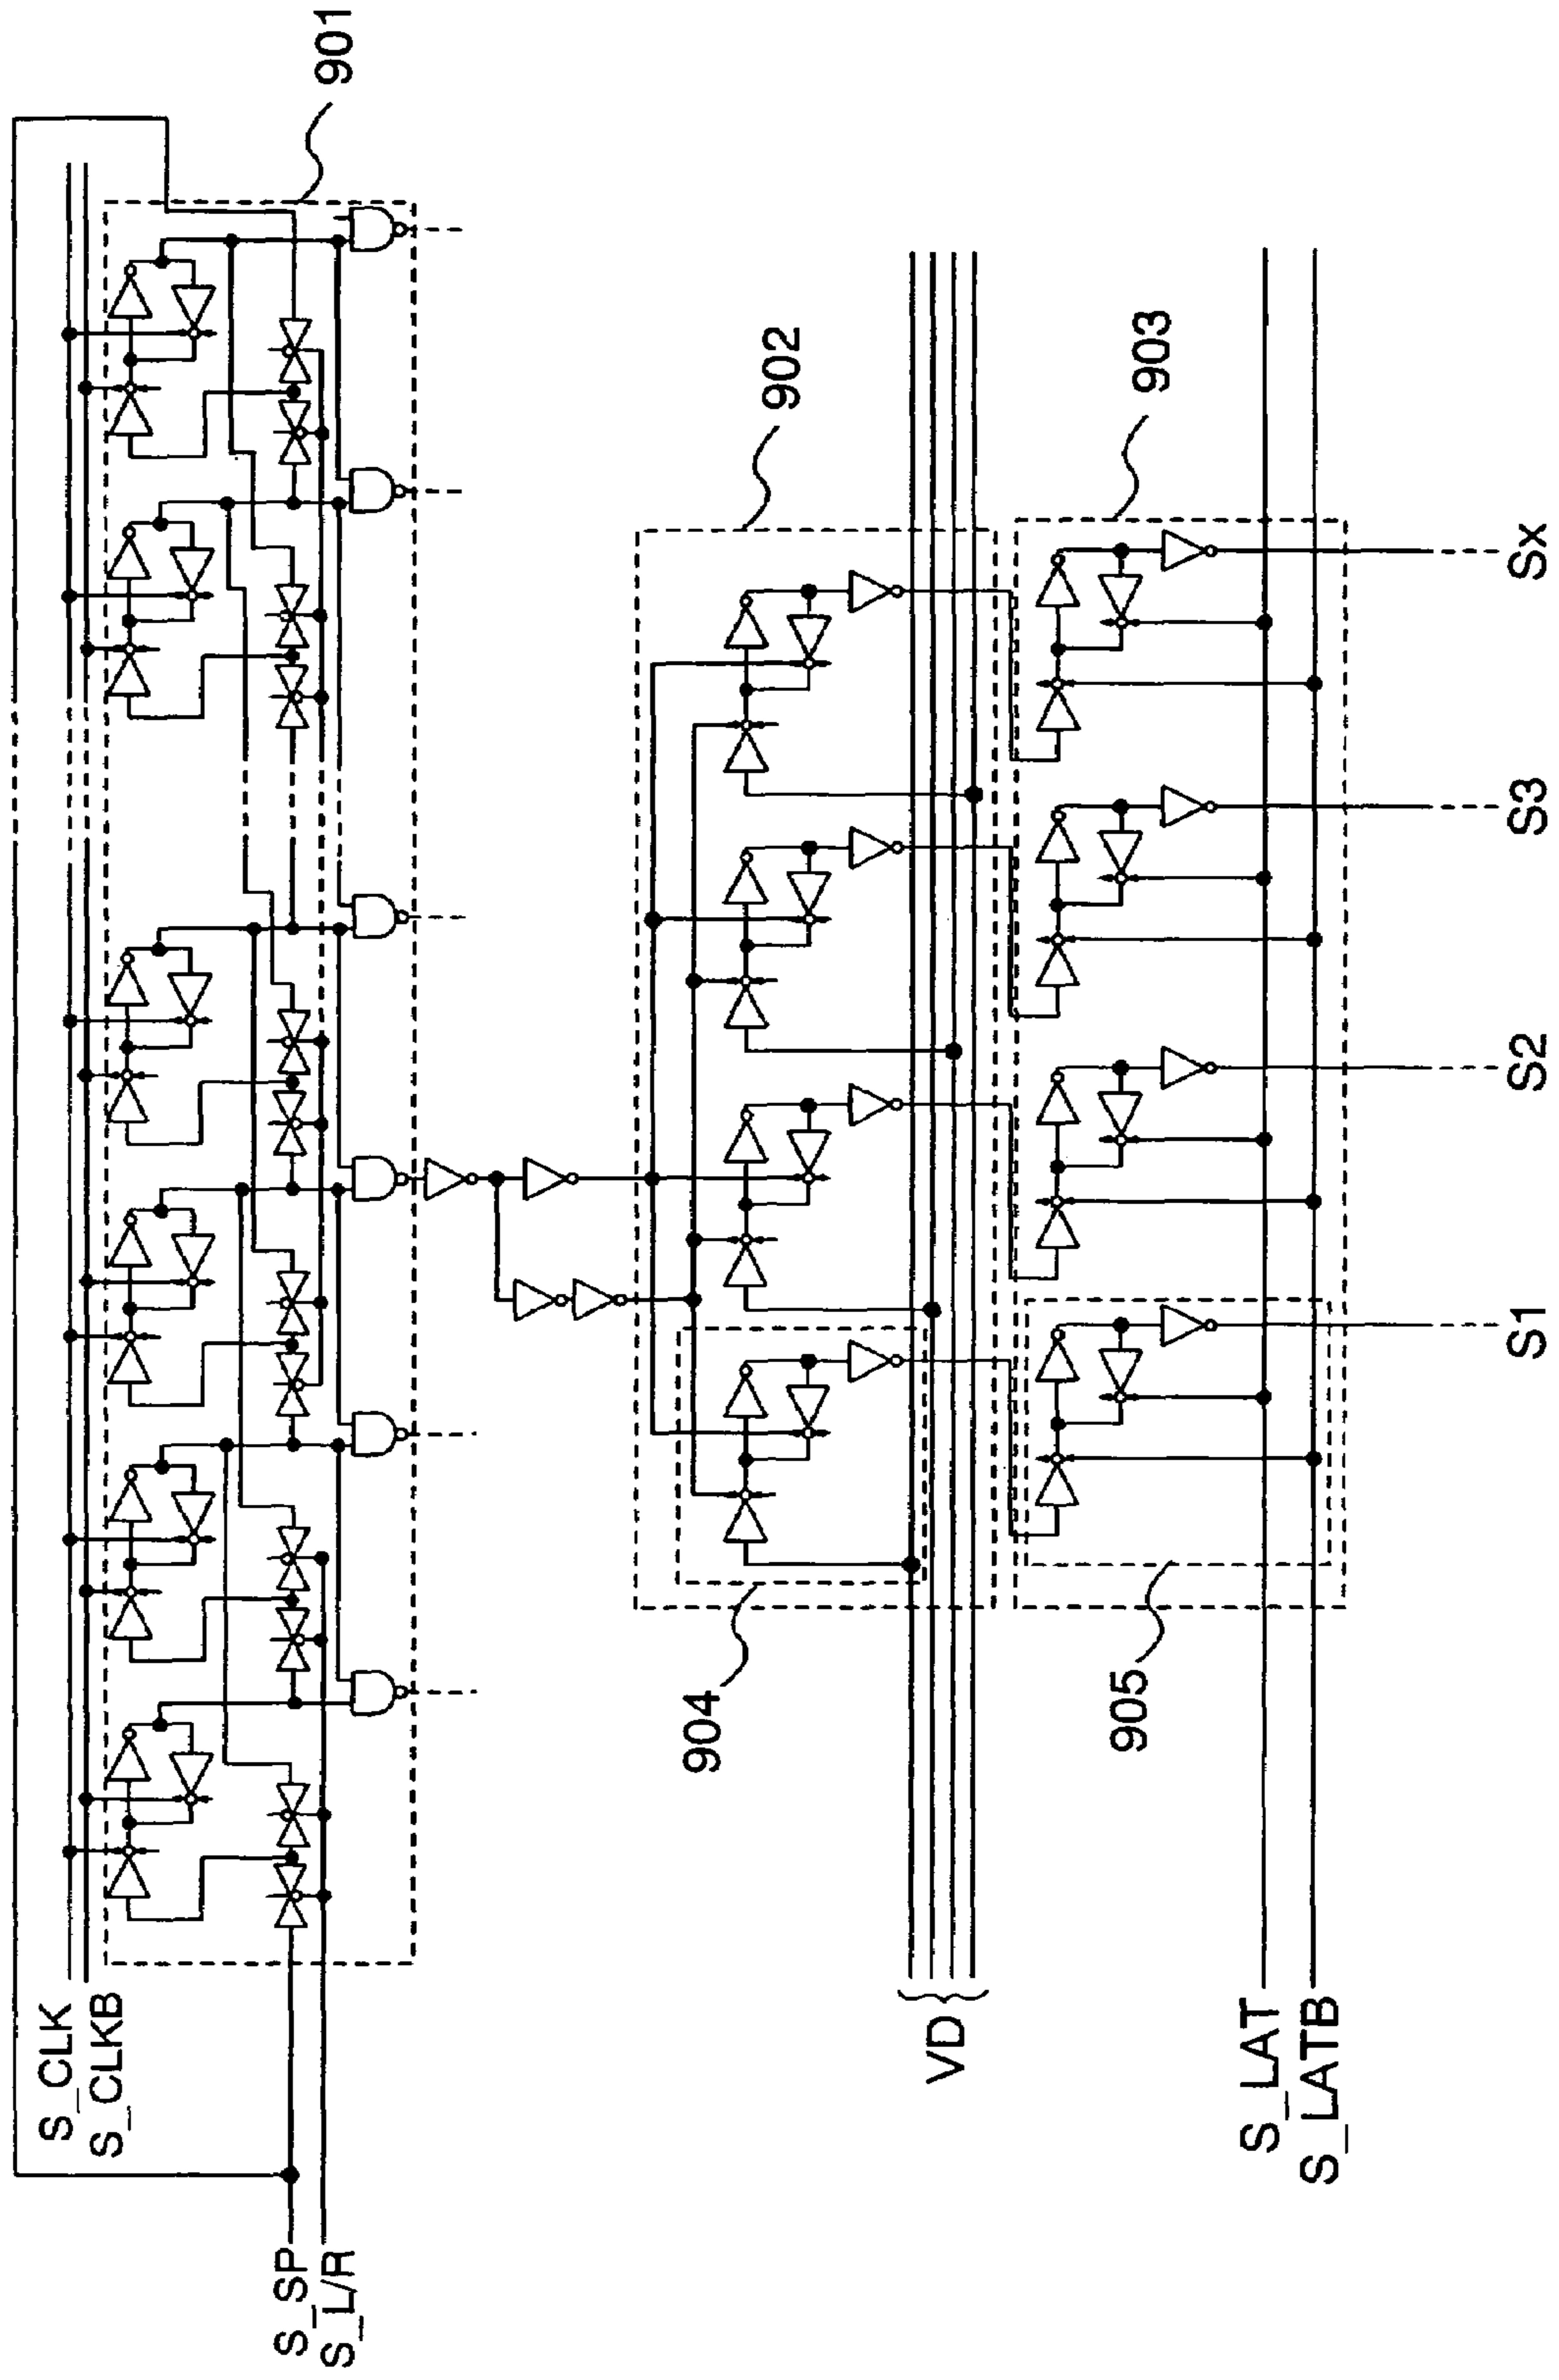 S_CLK
S_CLKB
S_SP
S_L/R
901
902
904
VD
903
905
S_LAT
S_LATB
S1
S2
S3
Sx